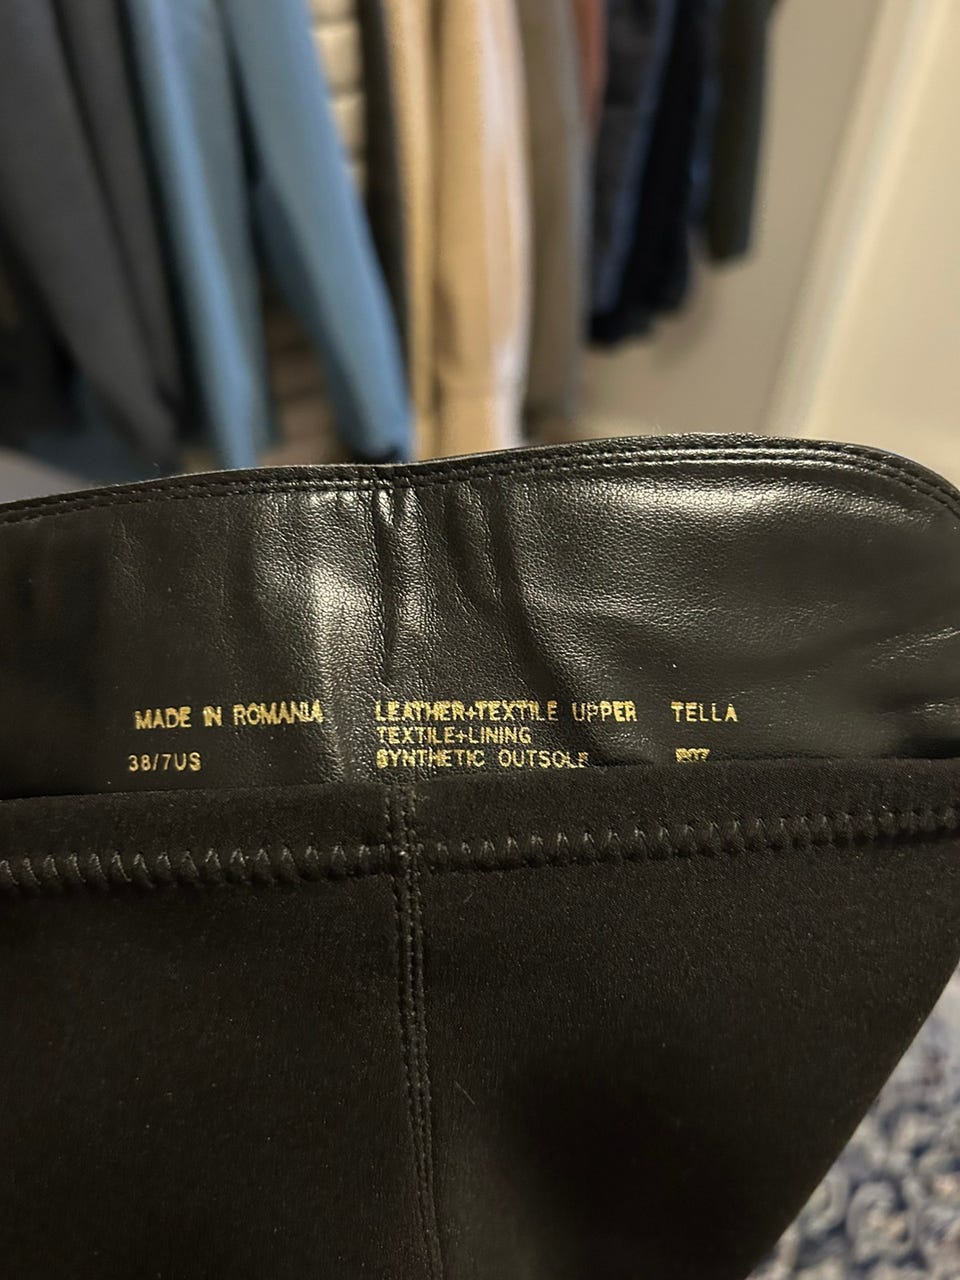 MADE IN ROMANIA
38/7US
LEATHER+TEXTILE UPPER
TEXTILE+LINING
SYNTHETIC OUTSOLE
TELLA